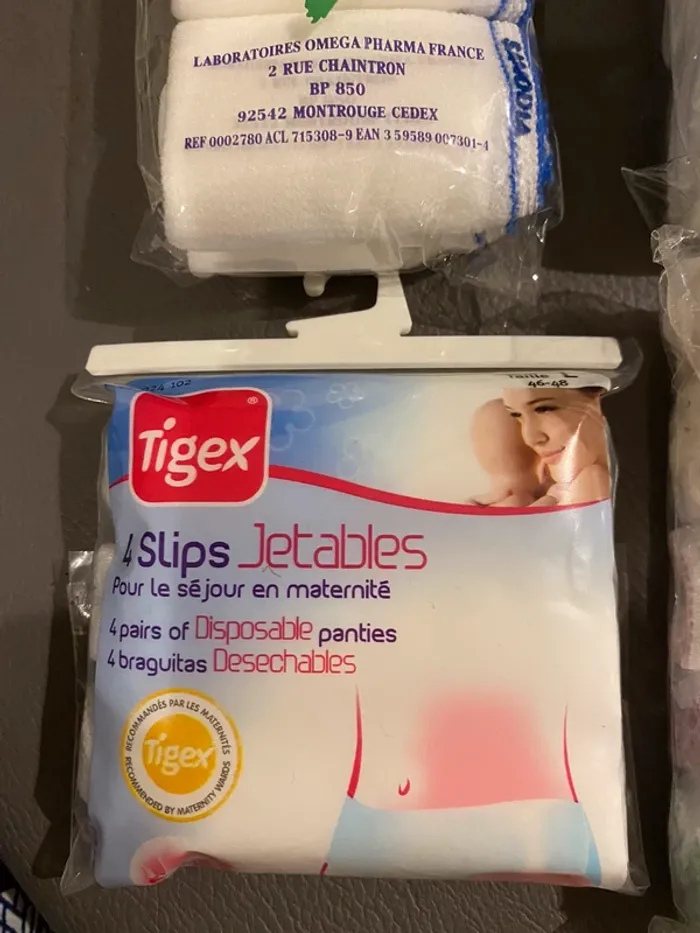 LABORATOIRES OMEGA PHARMA FRANCE
2 RUE CHAINTRON
BP 850
92542 MONTROUGE CEDEX
REF 0002780 ACL 715308-9 EAN 3 59589 007301-4
Taille L
46-48
Tigex®
4 Slips Jetables
Pour le séjour en maternité
4 pairs of Disposable panties
4 braguitas Desechables
RECOMMANDÉS PAR LES MATERNITÉS
Tigex
RECOMMENDED BY MATERNITY WARDS